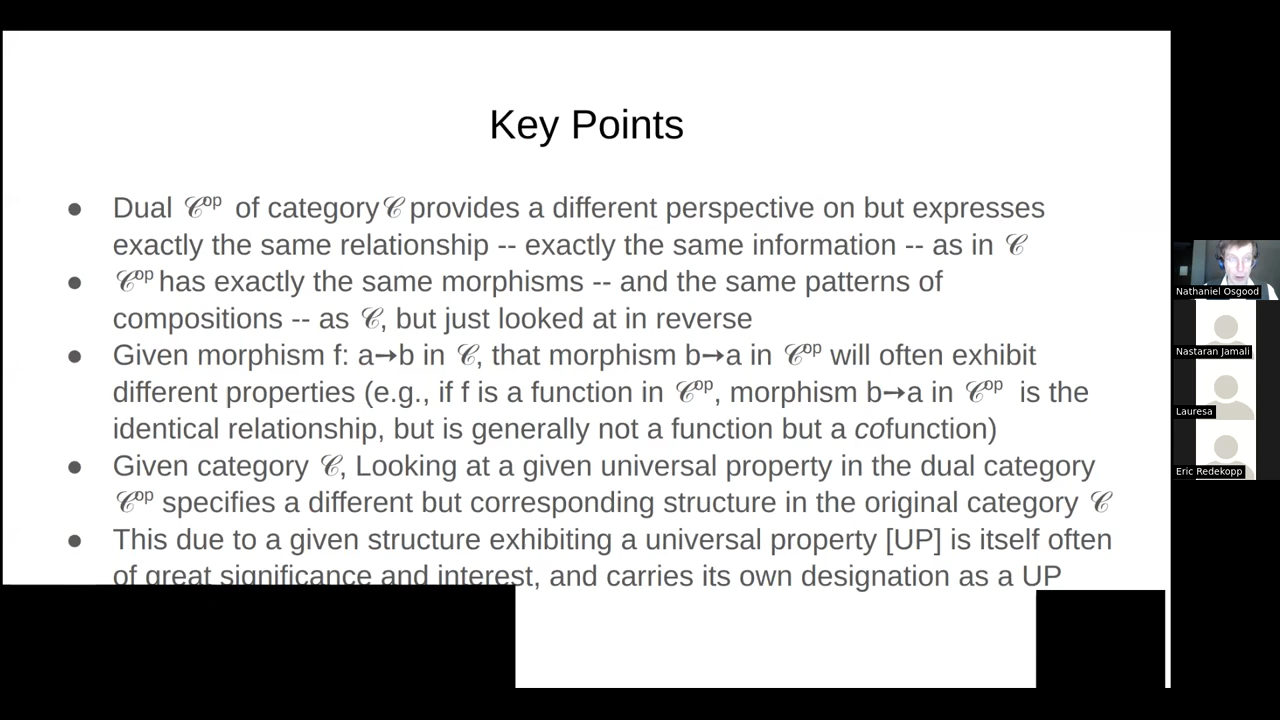 Key Points
● Dual 𝒞ᵒᵖ of category𝒞 provides a different perspective on but expresses
exactly the same relationship -- exactly the same information -- as in 𝒞
● 𝒞ᵒᵖ has exactly the same morphisms -- and the same patterns of
compositions -- as 𝒞, but just looked at in reverse
● Given morphism f: a→b in 𝒞, that morphism b→a in 𝒞ᵒᵖ will often exhibit
different properties (e.g., if f is a function in 𝒞ᵒᵖ, morphism b→a in 𝒞ᵒᵖ is the
identical relationship, but is generally not a function but a cofunction)
● Given category 𝒞, Looking at a given universal property in the dual category
𝒞ᵒᵖ specifies a different but corresponding structure in the original category 𝒞
● This due to a given structure exhibiting a universal property [UP] is itself often
of great significance and interest, and carries its own designation as a UP
Nathaniel Osgood
Nastaran Jamali
Lauresa
Eric Redekopp